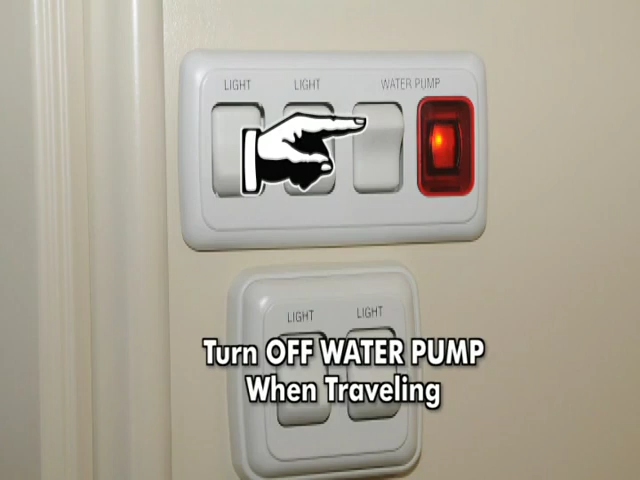 LIGHT LIGHT WATER PUMP
LIGHT LIGHT
Turn OFF WATER PUMP
When Traveling